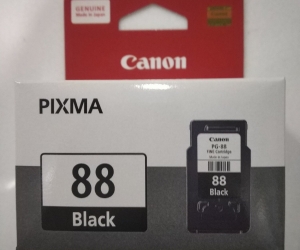 GENUINE
Made in Japan
Canon
PIXMA
88
Black
Canon
PG-88
FINE Cartridge
88
Black